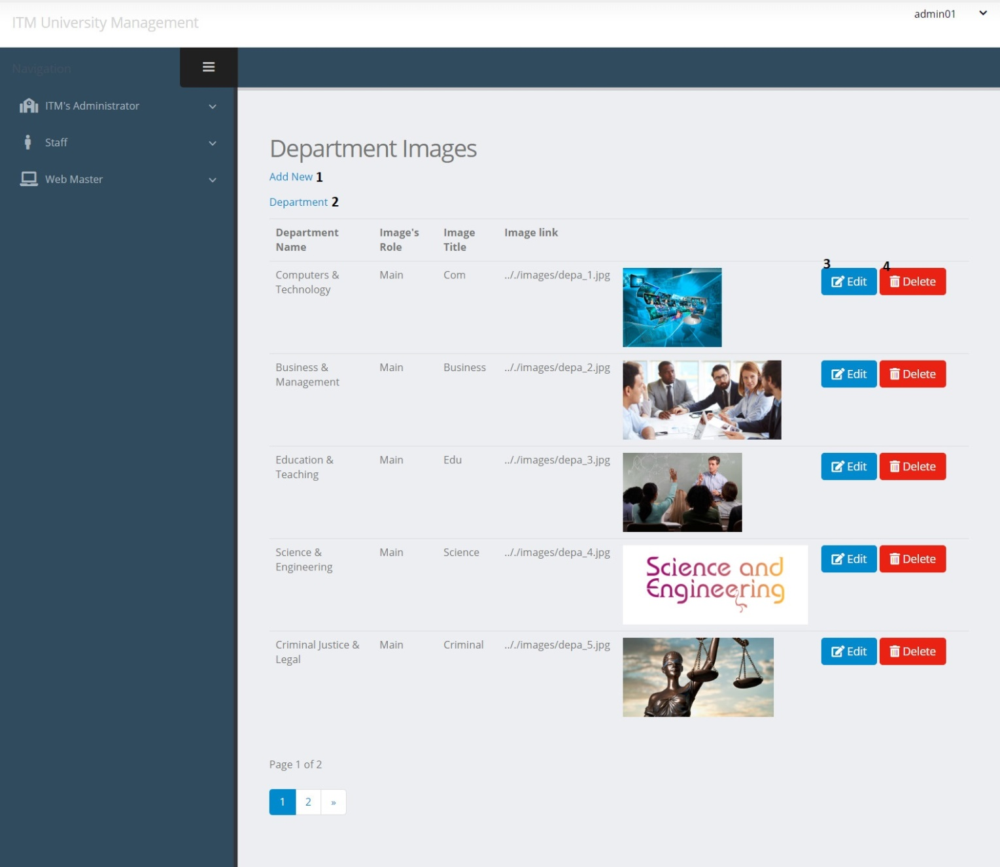 ITM University Management
admin01
Navigation
ITM's Administrator
Staff
Web Master
Department Images
Add New 1
Department 2
Department Name
Image's Role
Image Title
Image link
3
4
Computers & Technology
Main
Com
.././images/depa_1.jpg
Edit
Delete
Business & Management
Main
Business
.././images/depa_2.jpg
Edit
Delete
Education & Teaching
Main
Edu
.././images/depa_3.jpg
Edit
Delete
Science & Engineering
Main
Science
.././images/depa_4.jpg
Science and
Engineering
Edit
Delete
Criminal Justice & Legal
Main
Criminal
.././images/depa_5.jpg
Edit
Delete
Page 1 of 2
1 2 »